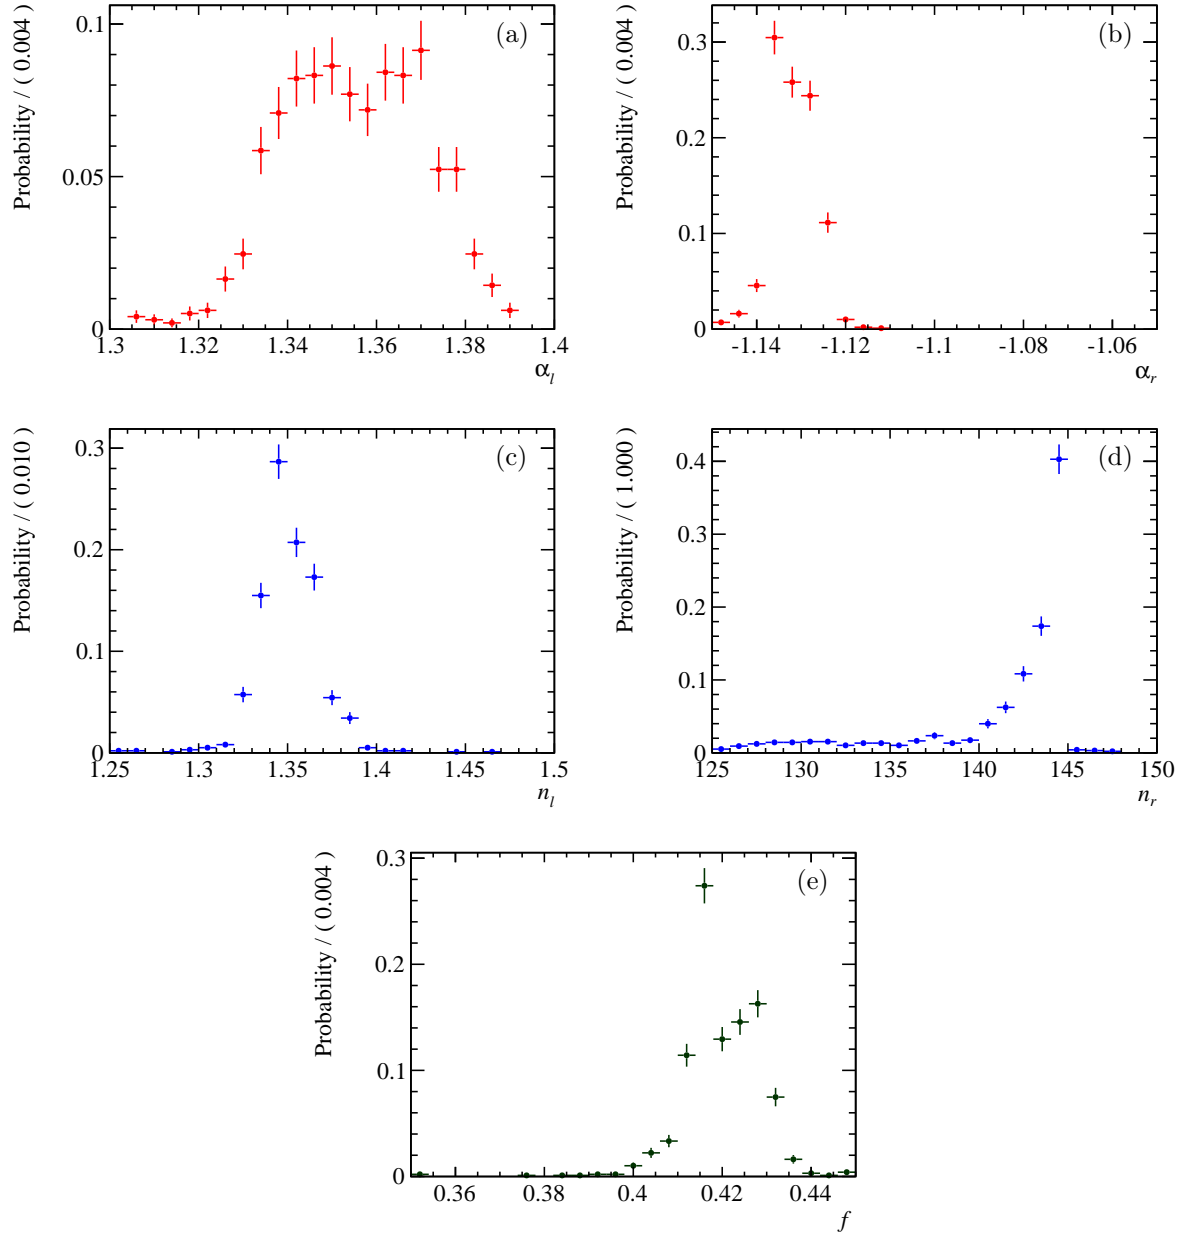 Probability / ( 0.004 )
0.1
0.05
0
(a)
1.3 1.32 1.34 1.36 1.38 1.4
α_l
Probability / ( 0.004 )
0.3
0.2
0.1
0
(b)
-1.14 -1.12 -1.1 -1.08 -1.06
α_r
Probability / ( 0.010 )
0.3
0.2
0.1
0
(c)
1.25 1.3 1.35 1.4 1.45 1.5
n_l
Probability / ( 1.000 )
0.4
0.3
0.2
0.1
0
(d)
125 130 135 140 145 150
n_r
Probability / ( 0.004 )
0.3
0.2
0.1
0
(e)
0.36 0.38 0.4 0.42 0.44
f